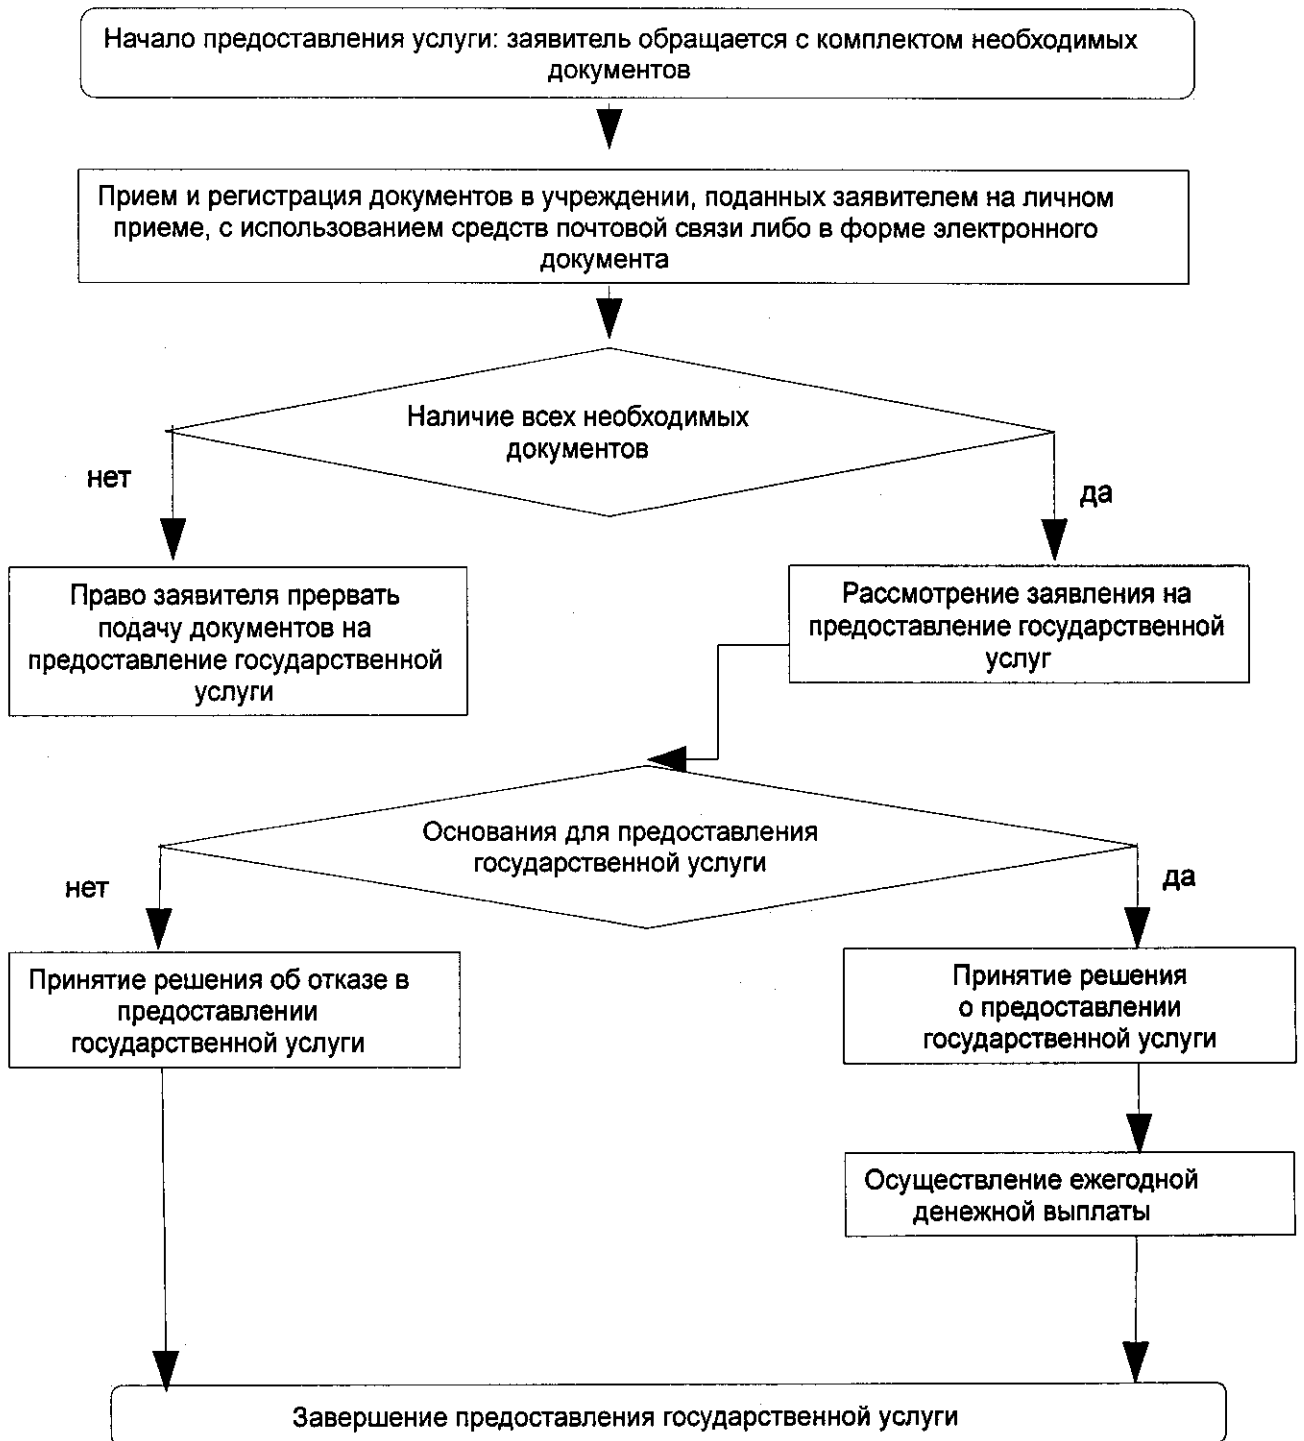 Начало предоставления услуги: заявитель обращается с комплектом необходимых
документов
Прием и регистрация документов в учреждении, поданных заявителем на личном
приеме, с использованием средств почтовой связи либо в форме электронного
документа
Наличие всех необходимых
документов
нет
да
Право заявителя прервать
подачу документов на
предоставление государственной
услуги
Рассмотрение заявления на
предоставление государственной
услуг
Основания для предоставления
государственной услуги
нет
да
Принятие решения об отказе в
предоставлении
государственной услуги
Принятие решения
о предоставлении
государственной услуги
Осуществление ежегодной
денежной выплаты
Завершение предоставления государственной услуги